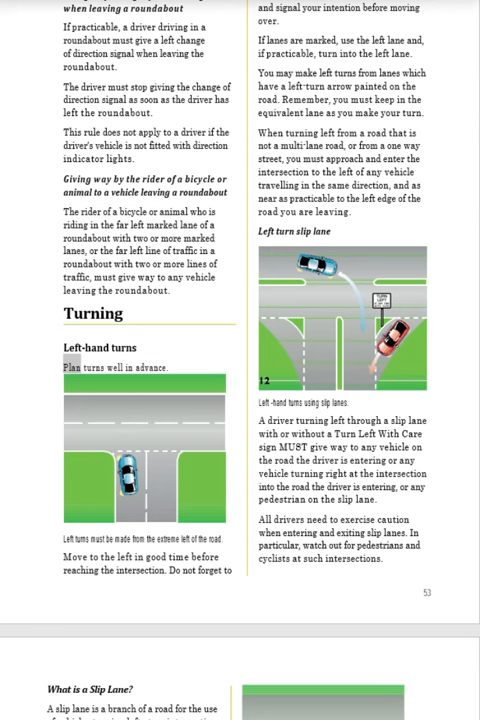 when leaving a roundabout
If practicable, a driver driving in a
roundabout must give a left change
of direction signal when leaving the
roundabout.
The driver must stop giving the change of
direction signal as soon as the driver has
left the roundabout.
This rule does not apply to a driver if the
driver's vehicle is not fitted with direction
indicator lights.
Giving way by the rider of a bicycle or
animal to a vehicle leaving a roundabout
The rider of a bicycle or animal who is
riding in the far left marked lane of a
roundabout with two or more marked
lanes, or the far left line of traffic in a
roundabout with two or more lines of
traffic, must give way to any vehicle
leaving the roundabout.
Turning
Left-hand turns
Plan turns well in advance.
Left turns must be made from the extreme left of the road.
Move to the left in good time before
reaching the intersection. Do not forget to
and signal your intention before moving
over.
If lanes are marked, use the left lane and,
if practicable, turn into the left lane.
You may make left turns from lanes which
have a left-turn arrow painted on the
road. Remember, you must keep in the
equivalent lane as you make your turn.
When turning left from a road that is
not a multi-lane road, or from a one way
street, you must approach and enter the
intersection to the left of any vehicle
travelling in the same direction, and as
near as practicable to the left edge of the
road you are leaving.
Left turn slip lane
TURN
LEFT
12
Left -hand turns using slip lanes.
A driver turning left through a slip lane
with or without a Turn Left With Care
sign MUST give way to any vehicle on
the road the driver is entering or any
vehicle turning right at the intersection
into the road the driver is entering, or any
pedestrian on the slip lane.
All drivers need to exercise caution
when entering and exiting slip lanes. In
particular, watch out for pedestrians and
cyclists at such intersections.
53
What is a Slip Lane?
A slip lane is a branch of a road for the use